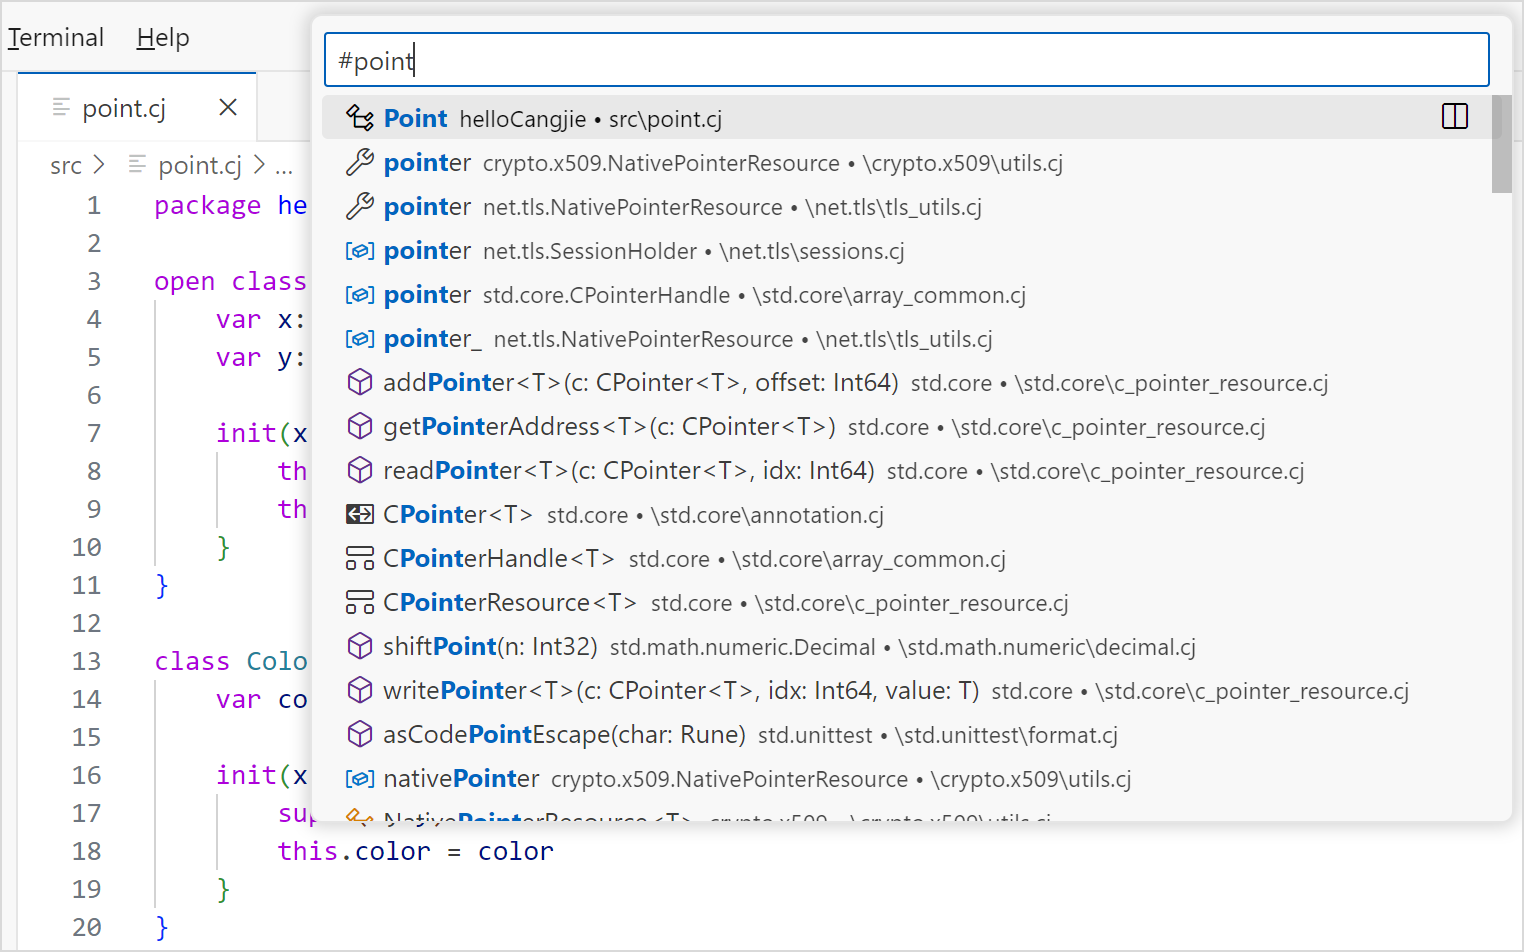 Terminal Help
#point
point.cj
src > point.cj > ...
Point helloCangjie • src\point.cj
pointer crypto.x509.NativePointerResource • \crypto.x509\utils.cj
pointer net.tls.NativePointerResource • \net.tls\tls_utils.cj
pointer net.tls.SessionHolder • \net.tls\sessions.cj
pointer std.core.CPointerHandle • \std.core\array_common.cj
pointer_ net.tls.NativePointerResource • \net.tls\tls_utils.cj
addPointer<T>(c: CPointer<T>, offset: Int64) std.core • \std.core\c_pointer_resource.cj
getPointerAddress<T>(c: CPointer<T>) std.core • \std.core\c_pointer_resource.cj
readPointer<T>(c: CPointer<T>, idx: Int64) std.core • \std.core\c_pointer_resource.cj
CPointer<T> std.core • \std.core\annotation.cj
CPointerHandle<T> std.core • \std.core\array_common.cj
CPointerResource<T> std.core • \std.core\c_pointer_resource.cj
shiftPoint(n: Int32) std.math.numeric.Decimal • \std.math.numeric\decimal.cj
writePointer<T>(c: CPointer<T>, idx: Int64, value: T) std.core • \std.core\c_pointer_resource.cj
asCodePointEscape(char: Rune) std.unittest • \std.unittest\format.cj
nativePointer crypto.x509.NativePointerResource • \crypto.x509\utils.cj
NativePointerResource<T> crypto.x509 • \crypto.x509\utils.cj
1 package he
2
3 open class
4 var x:
5 var y:
6
7 init(x
8 th
9 th
10 }
11 }
12
13 class Colo
14 var co
15
16 init(x
17 sup
18 this.color = color
19 }
20 }